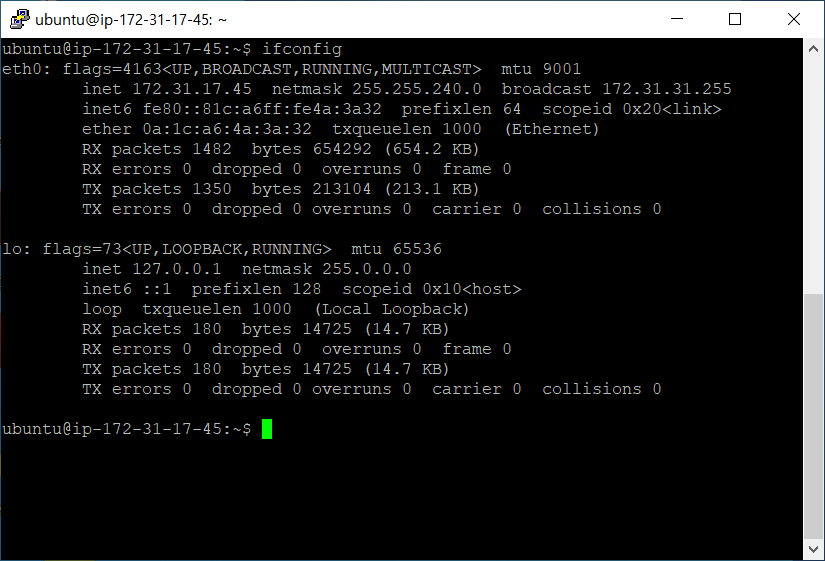 ubuntu@ip-172-31-17-45: ~
ubuntu@ip-172-31-17-45:~$ ifconfig
eth0: flags=4163<UP,BROADCAST,RUNNING,MULTICAST>  mtu 9001
        inet 172.31.17.45  netmask 255.255.240.0  broadcast 172.31.31.255
        inet6 fe80::81c:a6ff:fe4a:3a32  prefixlen 64  scopeid 0x20<link>
        ether 0a:1c:a6:4a:3a:32  txqueuelen 1000  (Ethernet)
        RX packets 1482  bytes 654292 (654.2 KB)
        RX errors 0  dropped 0  overruns 0  frame 0
        TX packets 1350  bytes 213104 (213.1 KB)
        TX errors 0  dropped 0 overruns 0  carrier 0  collisions 0

lo: flags=73<UP,LOOPBACK,RUNNING>  mtu 65536
        inet 127.0.0.1  netmask 255.0.0.0
        inet6 ::1  prefixlen 128  scopeid 0x10<host>
        loop  txqueuelen 1000  (Local Loopback)
        RX packets 180  bytes 14725 (14.7 KB)
        RX errors 0  dropped 0  overruns 0  frame 0
        TX packets 180  bytes 14725 (14.7 KB)
        TX errors 0  dropped 0 overruns 0  carrier 0  collisions 0

ubuntu@ip-172-31-17-45:~$